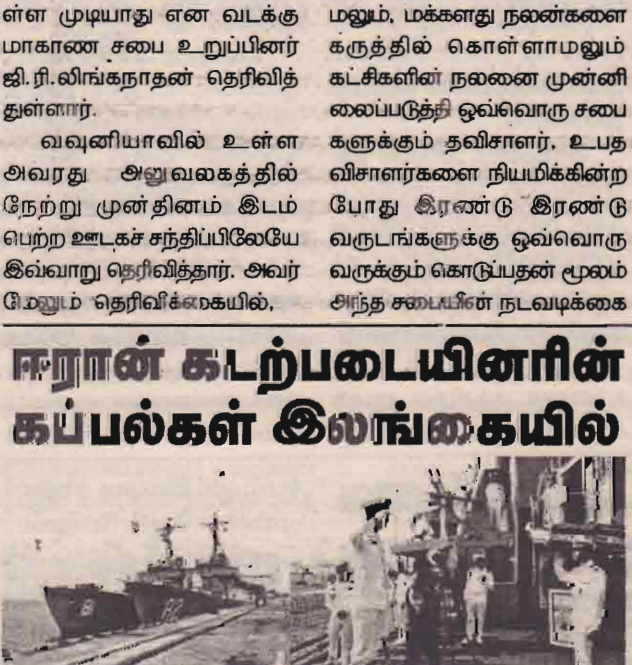 ள்ள முடியாது என வடக்கு
மாகாண சபை உறுப்பினர்
ஜி.ரி.லிங்கநாதன் தெரிவித்
துள்ளார்.
வவுனியாவில் உள்ள
அவரது அலுவலகத்தில்
நேற்று முன்தினம் இடம்
பெற்ற ஊடகச் சந்திப்பிலேயே
இவ்வாறு தெரிவித்தார். அவர்
மேலும் தெரிவிக்கையில்,
மலும், மக்களது நலன்களை
கருத்தில் கொள்ளாமலும்
கட்சிகளின் நலனை முன்னி
லைப்படுத்தி ஒவ்வொரு சபை
களுக்கும் தவிசாளர், உபத
விசாளர்களை நியமிக்கின்ற
போது இரண்டு இரண்டு
வருடங்களுக்கு ஒவ்வொரு
வருக்கும் கொடுப்பதன் மூலம்
அந்த சபையின் நடவடிக்கை
ஈரான் கடற்படையினரின்
கப்பல்கள் இலங்கையில்